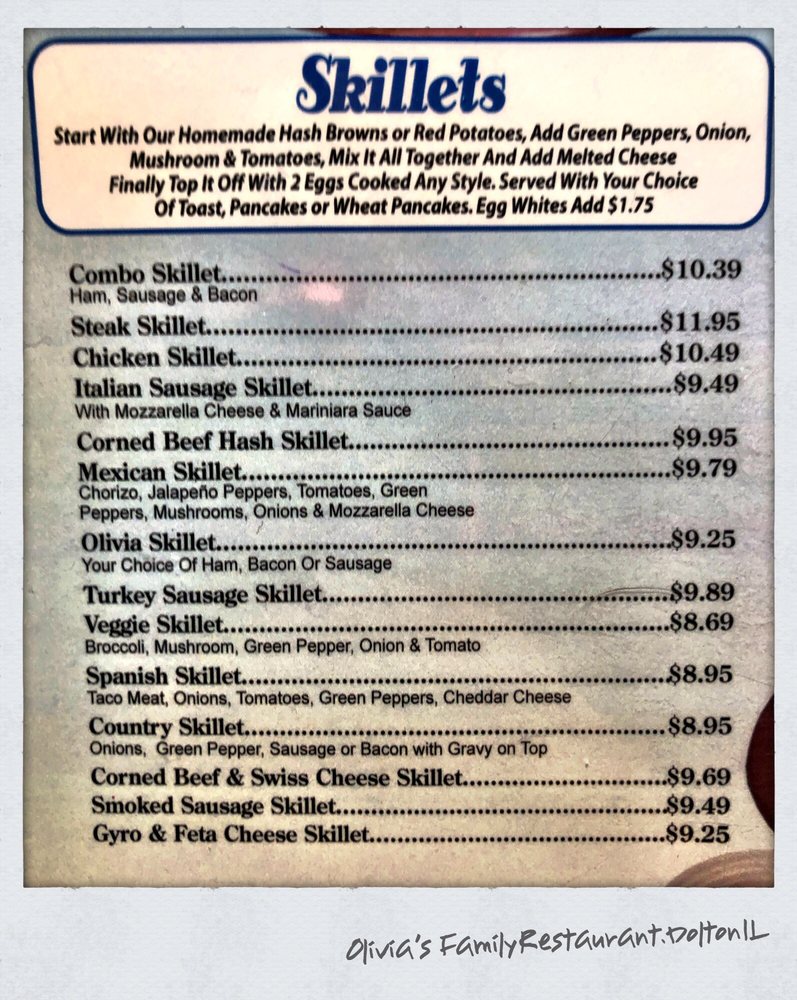 Skillets
Start With Our Homemade Hash Browns or Red Potatoes, Add Green Peppers, Onion,
Mushroom & Tomatoes, Mix It All Together And Add Melted Cheese
Finally Top It Off With 2 Eggs Cooked Any Style. Served With Your Choice
Of Toast, Pancakes or Wheat Pancakes. Egg Whites Add $1.75
Combo Skillet........................................................$10.39
Ham, Sausage & Bacon
Steak Skillet........................................................$11.95
Chicken Skillet........................................................$10.49
Italian Sausage Skillet........................................................$9.49
With Mozzarella Cheese & Mariniara Sauce
Corned Beef Hash Skillet........................................................$9.95
Mexican Skillet........................................................$9.79
Chorizo, Jalapeño Peppers, Tomatoes, Green
Peppers, Mushrooms, Onions & Mozzarella Cheese
Olivia Skillet........................................................$9.25
Your Choice Of Ham, Bacon Or Sausage
Turkey Sausage Skillet........................................................$9.89
Veggie Skillet........................................................$8.69
Broccoli, Mushroom, Green Pepper, Onion & Tomato
Spanish Skillet........................................................$8.95
Taco Meat, Onions, Tomatoes, Green Peppers, Cheddar Cheese
Country Skillet........................................................$8.95
Onions, Green Pepper, Sausage or Bacon with Gravy on Top
Corned Beef & Swiss Cheese Skillet............................$9.69
Smoked Sausage Skillet..............................................$9.49
Gyro & Feta Cheese Skillet.........................................$9.25
Olivia's FamilyRestaurant.DoltonIL